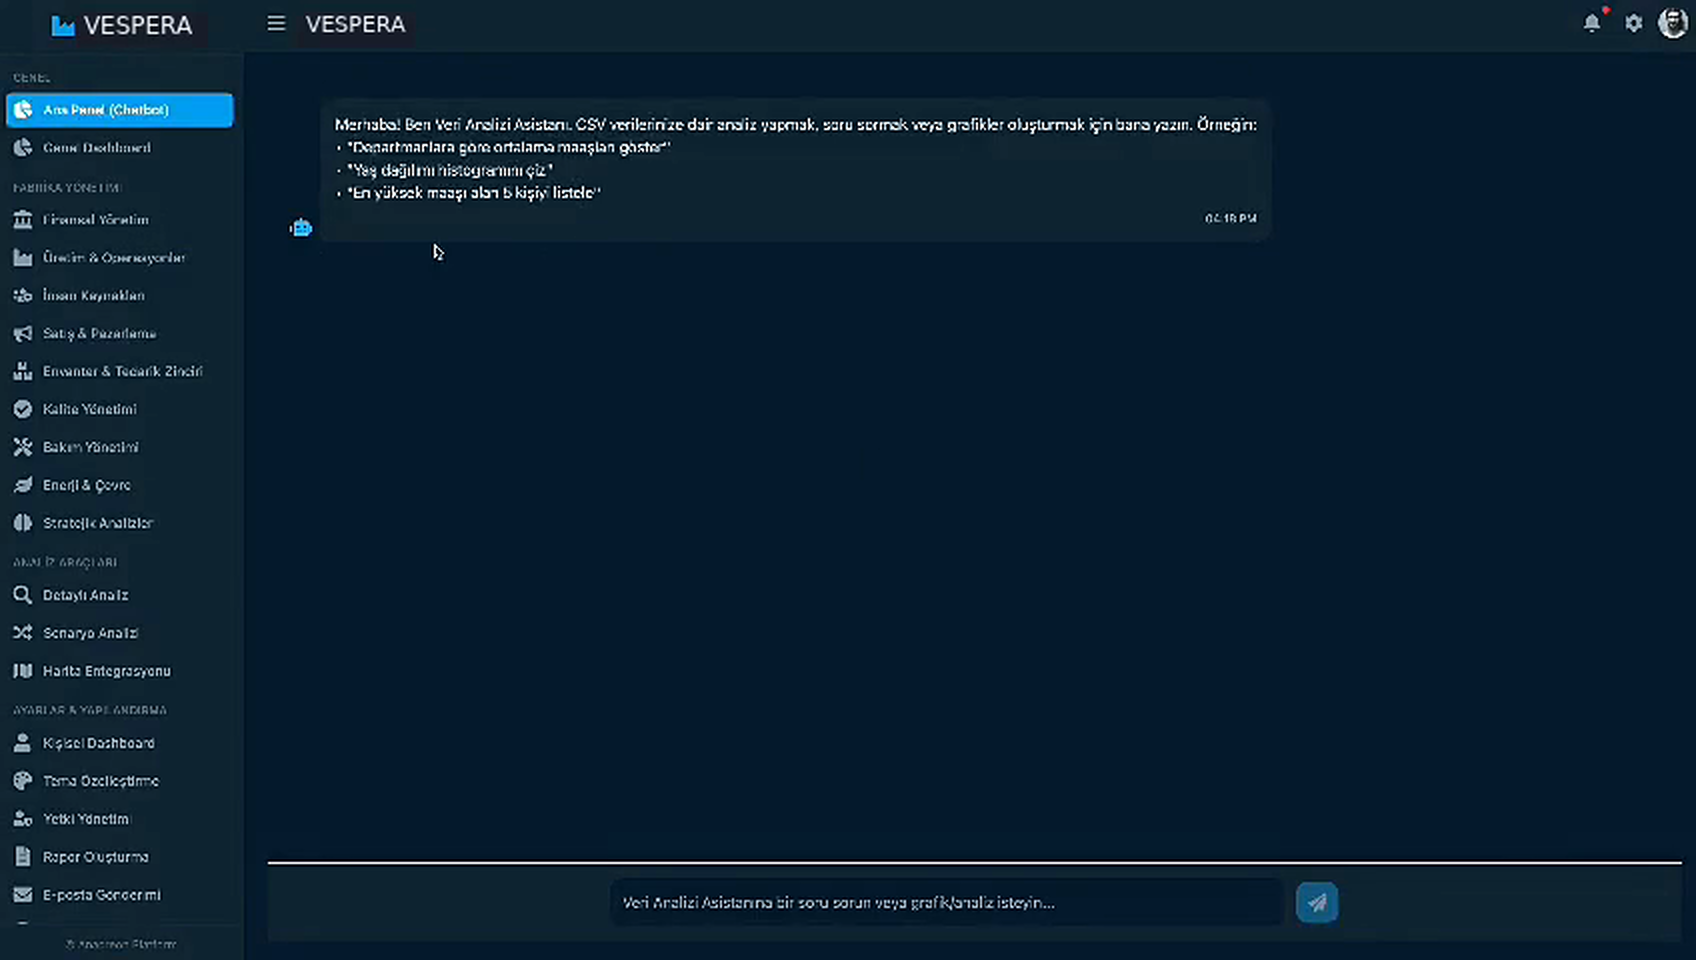 VESPERA
VESPERA
GENEL
Ana Panel (Chatbot)
Genel Dashboard
FABRİKA YÖNETİMİ
Finansal Yönetim
Üretim & Operasyonlar
İnsan Kaynakları
Satış & Pazarlama
Envanter & Tedarik Zinciri
Kalite Yönetimi
Bakım Yönetimi
Enerji & Çevre
Stratejik Analizler
ANALİZ ARAÇLARI
Detaylı Analiz
Senaryo Analizi
Harita Entegrasyonu
AYARLAR & YAPILANDIRMA
Kişisel Dashboard
Tema Özelleştirme
Yetki Yönetimi
Rapor Oluşturma
E-posta Gönderimi
© Anacreon Platform
Merhaba! Ben Veri Analizi Asistanı. CSV verilerinize dair analiz yapmak, soru sormak veya grafikler oluşturmak için bana yazın. Örneğin:
• "Departmanlara göre ortalama maaşları göster"
• "Yaş dağılımı histogramını çiz"
• "En yüksek maaşı alan 5 kişiyi listele"
04:18 PM
Veri Analizi Asistanına bir soru sorun veya grafik/analiz isteyin...